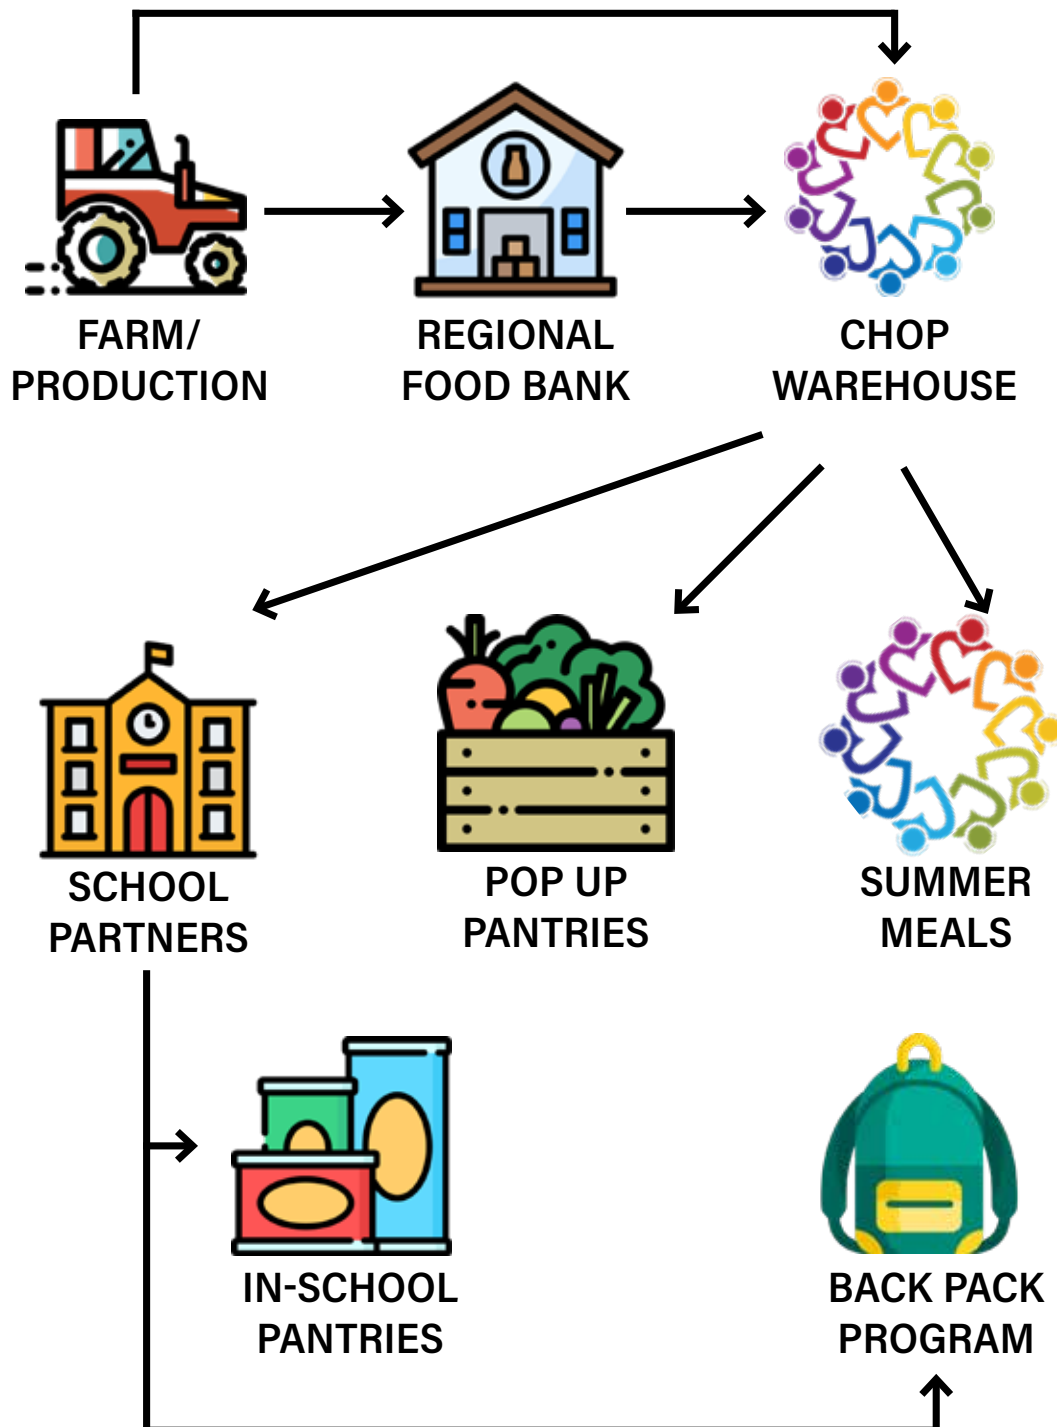 FARM/
PRODUCTION
REGIONAL
FOOD BANK
CHOP
WAREHOUSE
SCHOOL
PARTNERS
POP UP
PANTRIES
SUMMER
MEALS
IN-SCHOOL
PANTRIES
BACK PACK
PROGRAM